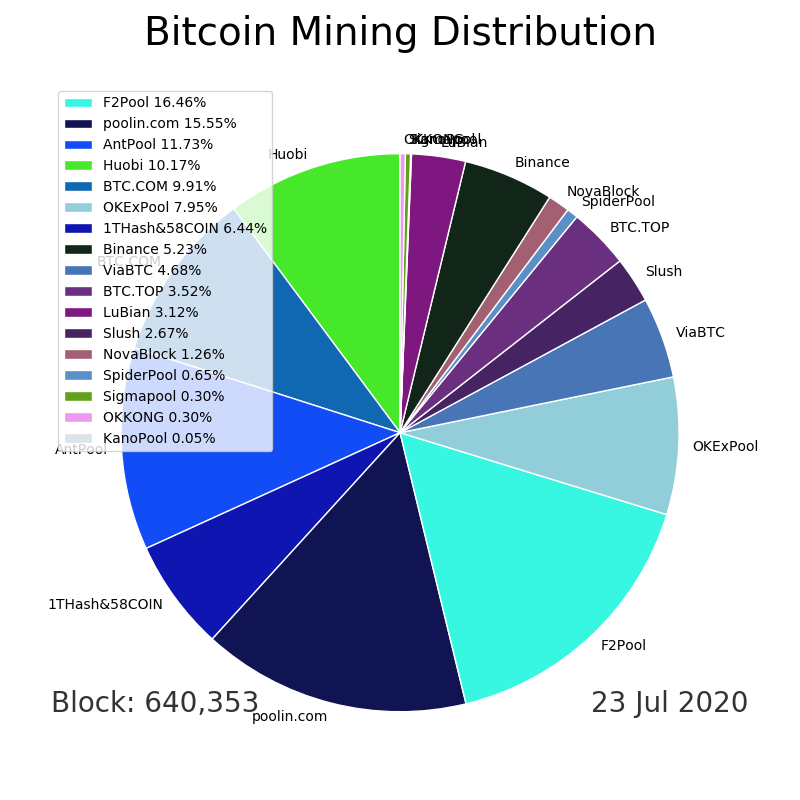 Bitcoin Mining Distribution
F2Pool 16.46%
poolin.com 15.55%
AntPool 11.73%
Huobi 10.17%
BTC.COM 9.91%
OKExPool 7.95%
1THash&58COIN 6.44%
Binance 5.23%
ViaBTC 4.68%
BTC.TOP 3.52%
LuBian 3.12%
Slush 2.67%
NovaBlock 1.26%
SpiderPool 0.65%
Sigmapool 0.30%
OKKONG 0.30%
KanoPool 0.05%
Huobi
OKKONG
Sigmapool
KanoPool
LuBian
Binance
NovaBlock
SpiderPool
BTC.TOP
Slush
ViaBTC
OKExPool
F2Pool
poolin.com
1THash&58COIN
AntPool
BTC.COM
Block: 640,353
23 Jul 2020